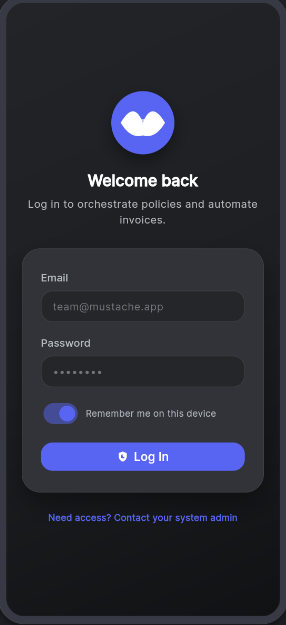 Welcome back
Log in to orchestrate policies and automate
invoices.
Email
team@mustache.app
Password
••••••••
Remember me on this device
Log In
Need access? Contact your system admin